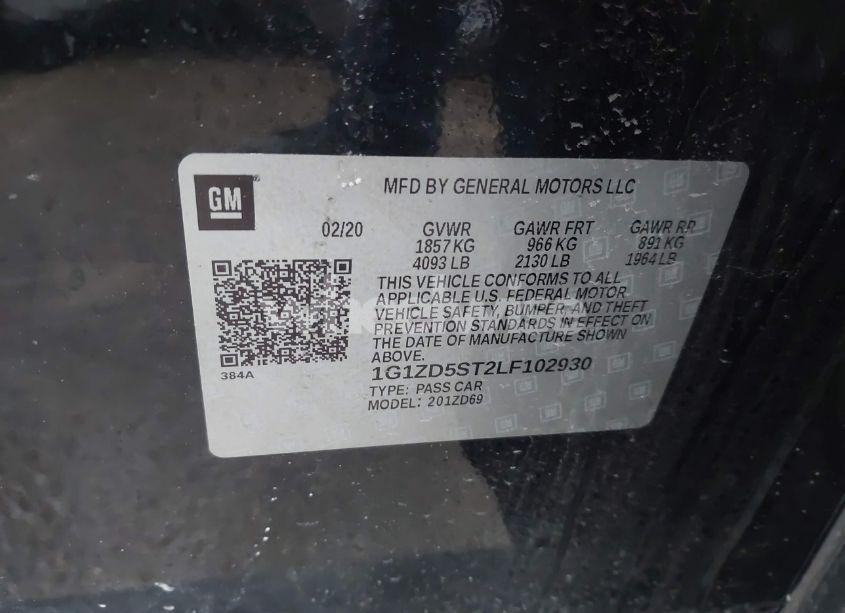 GM
MFD BY GENERAL MOTORS LLC
02/20 GVWR GAWR FRT GAWR RR
1857 KG 966 KG 891 KG
4093 LB 2130 LB 1964 LB
THIS VEHICLE CONFORMS TO ALL
APPLICABLE U.S. FEDERAL MOTOR
VEHICLE SAFETY, BUMPER, AND THEFT
PREVENTION STANDARDS IN EFFECT ON
THE DATE OF MANUFACTURE SHOWN
ABOVE.
384A
1G1ZD5ST2LF102930
TYPE: PASS CAR
MODEL: 201ZD69